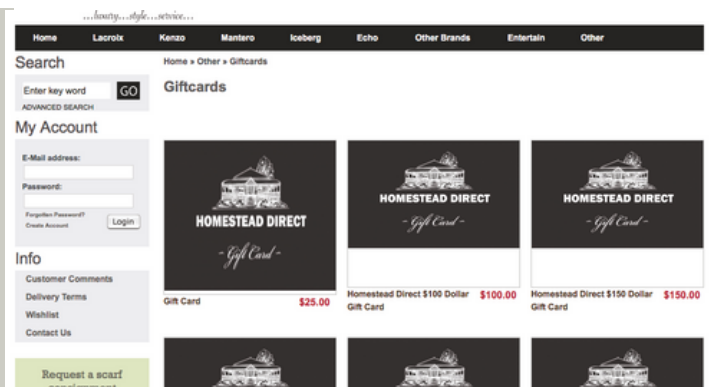 ...luxury...style...service...
Home Lacroix Kenzo Mantero Iceberg Echo Other Brands Entertain Other
Search
Enter key word GO
ADVANCED SEARCH
My Account
E-Mail address:
Password:
Forgotten Password?
Create Account
Login
Info
Customer Comments
Delivery Terms
Wishlist
Contact Us
Request a scarf
consignment
Home » Other » Giftcards
Giftcards
HOMESTEAD DIRECT
- Gift Card -
Gift Card $25.00
HOMESTEAD DIRECT
- Gift Card -
Homestead Direct $100 Dollar $100.00
Gift Card
HOMESTEAD DIRECT
- Gift Card -
Homestead Direct $150 Dollar $150.00
Gift Card